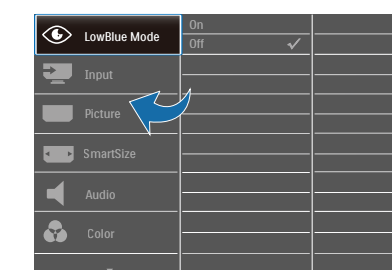 LowBlue Mode
On
Off
Input
Picture
SmartSize
Audio
Color